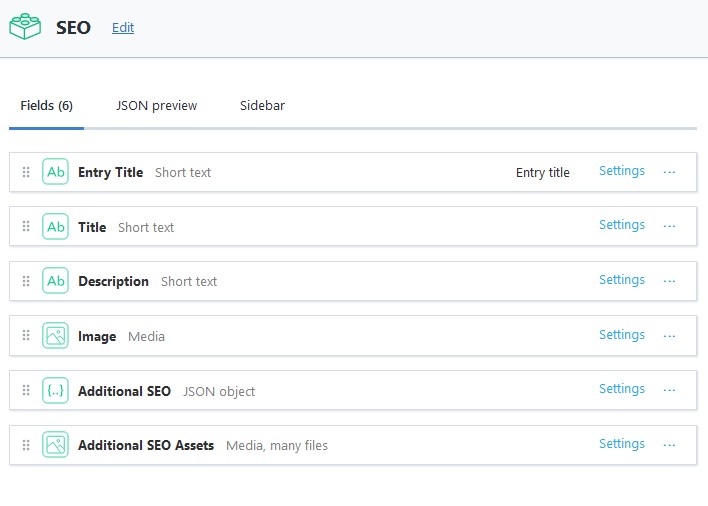 SEO Edit
Fields (6) JSON preview Sidebar
Ab Entry Title Short text Entry title Settings ...
Ab Title Short text Settings ...
Ab Description Short text Settings ...
Image Media Settings ...
{..} Additional SEO JSON object Settings ...
Additional SEO Assets Media, many files Settings ...